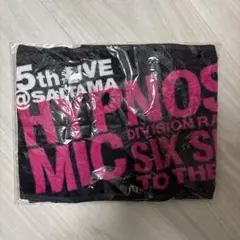 5th LIVE
@SAITAMA
HYPNOS
DIVISION RA
MIC SIX S
TO THE